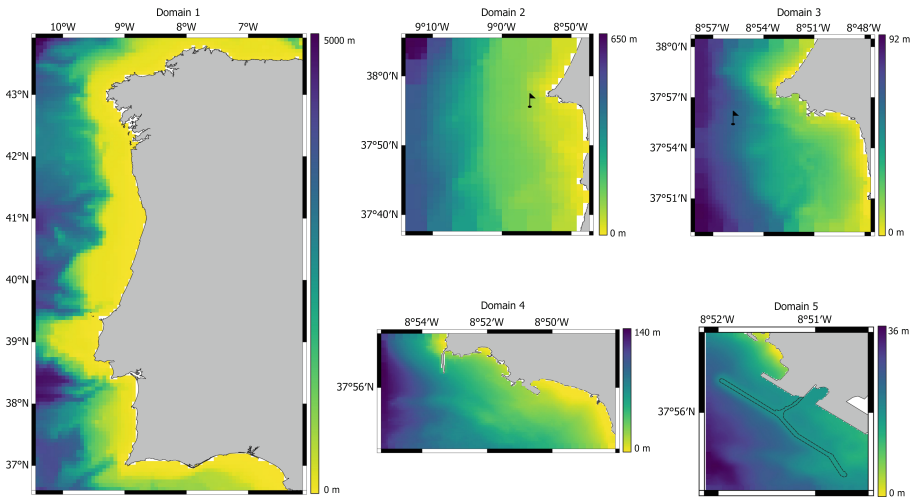 Domain 1
10°W 9°W 8°W 7°W
43°N
42°N
41°N
40°N
39°N
38°N
37°N
5000 m
0 m
Domain 2
9°10'W 9°0'W 8°50'W
38°0'N
37°50'N
37°40'N
650 m
0 m
Domain 3
8°57'W 8°54'W 8°51'W 8°48'W
38°0'N
37°57'N
37°54'N
37°51'N
92 m
0 m
Domain 4
8°54'W 8°52'W 8°50'W
37°56'N
140 m
0 m
Domain 5
8°52'W 8°51'W
37°56'N
36 m
0 m